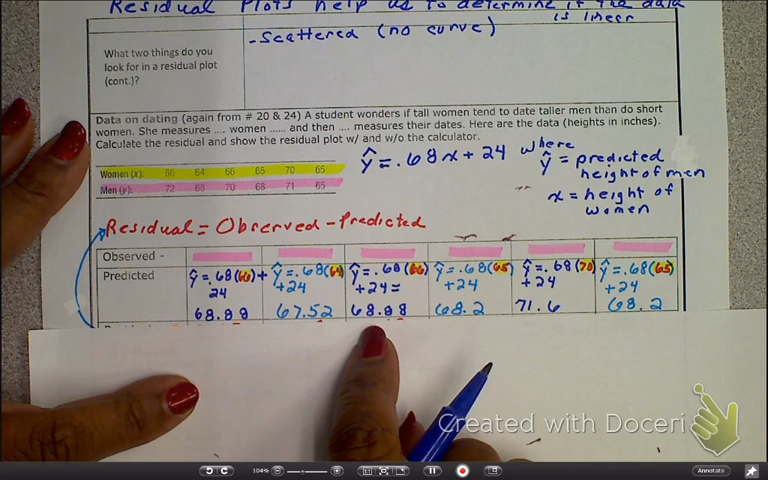 Residual Plots help us to determine if the data
is linear
What two things do you
look for in a residual plot
(cont.)?
-Scattered (no curve)
Data on dating (again from # 20 & 24) A student wonders if tall women tend to date taller men than do short
women. She measures .... women ...... and then .... measures their dates. Here are the data (heights in inches).
Calculate the residual and show the residual plot w/ and w/o the calculator.
Women (x): 66 64 66 65 70 65
Men (y): 72 68 70 68 71 65
ŷ = .68x + 24 where
ŷ = predicted
height of men
x = height of
women
Residual = Observed - Predicted
Observed -
Predicted
ŷ = .68(66) + ŷ = .68(64) ŷ = .68(66) ŷ = .68(65) ŷ = .68(70) ŷ = .68(65)
24 +24 +24 = +24 +24 +24
68.88 67.52 68.88 68.2 71.6 68.2
Created with Doceri
104%
Annotate